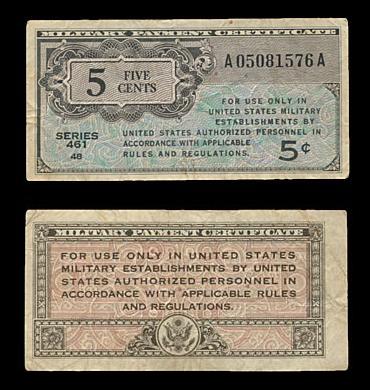 MILITARY PAYMENT CERTIFICATE
A05081576A
5 FIVE CENTS
FOR USE ONLY IN
UNITED STATES MILITARY
ESTABLISHMENTS BY
UNITED STATES AUTHORIZED PERSONNEL IN
ACCORDANCE WITH APPLICABLE
RULES AND REGULATIONS.
SERIES
461
48
5¢
MILITARY PAYMENT CERTIFICATE
FOR USE ONLY IN UNITED STATES
MILITARY ESTABLISHMENTS BY UNITED
STATES AUTHORIZED PERSONNEL IN
ACCORDANCE WITH APPLICABLE RULES
AND REGULATIONS.